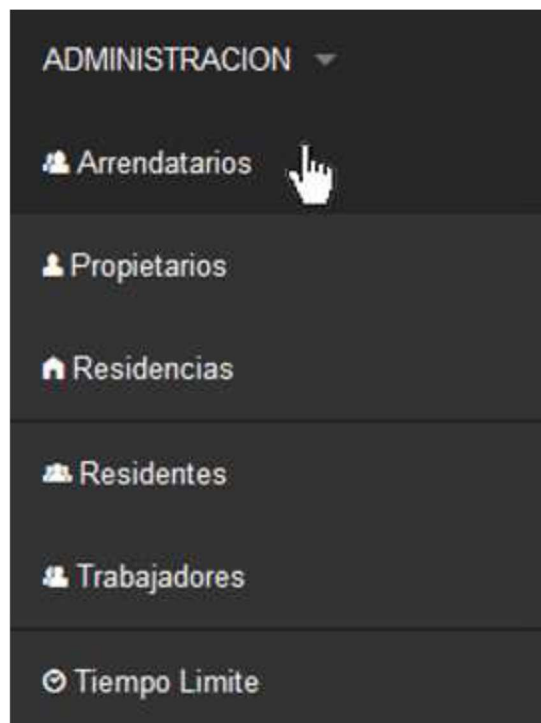 ADMINISTRACION
Arrendatarios
Propietarios
Residencias
Residentes
Trabajadores
Tiempo Limite